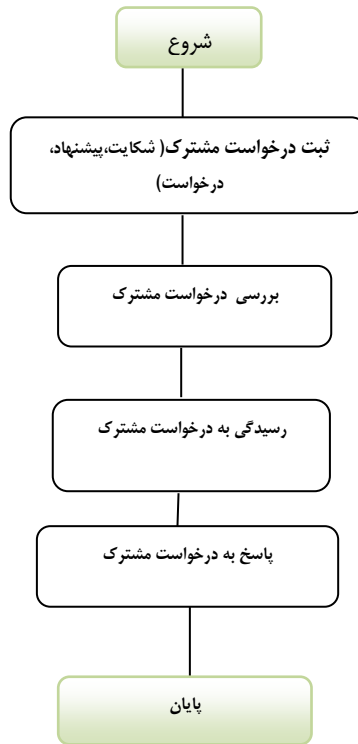 شروع
ثبت درخواست مشترک( شکایت،پیشنهاد،
درخواست)
بررسی درخواست مشترک
رسیدگی به درخواست مشترک
پاسخ به درخواست مشترک
پایان